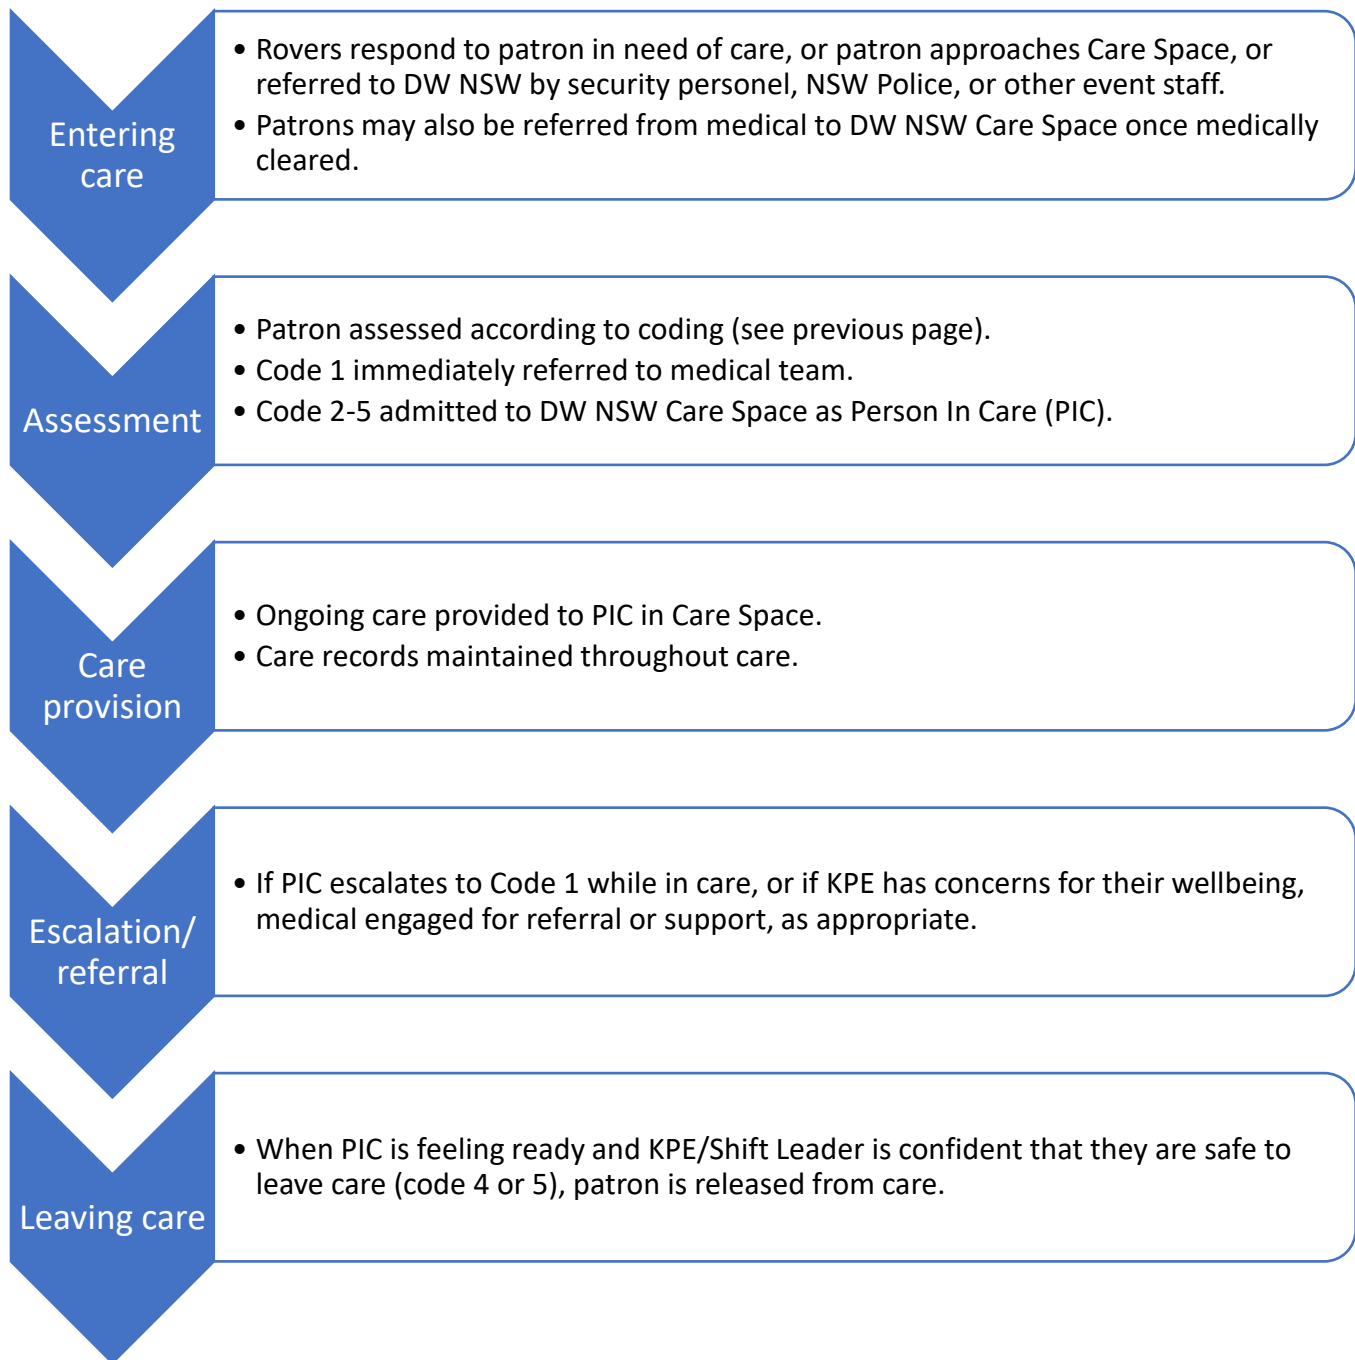 Entering
care
• Rovers respond to patron in need of care, or patron approaches Care Space, or
referred to DW NSW by security personel, NSW Police, or other event staff.
• Patrons may also be referred from medical to DW NSW Care Space once medically
cleared.
Assessment
• Patron assessed according to coding (see previous page).
• Code 1 immediately referred to medical team.
• Code 2-5 admitted to DW NSW Care Space as Person In Care (PIC).
Care
provision
• Ongoing care provided to PIC in Care Space.
• Care records maintained throughout care.
Escalation/
referral
• If PIC escalates to Code 1 while in care, or if KPE has concerns for their wellbeing,
medical engaged for referral or support, as appropriate.
Leaving care
• When PIC is feeling ready and KPE/Shift Leader is confident that they are safe to
leave care (code 4 or 5), patron is released from care.